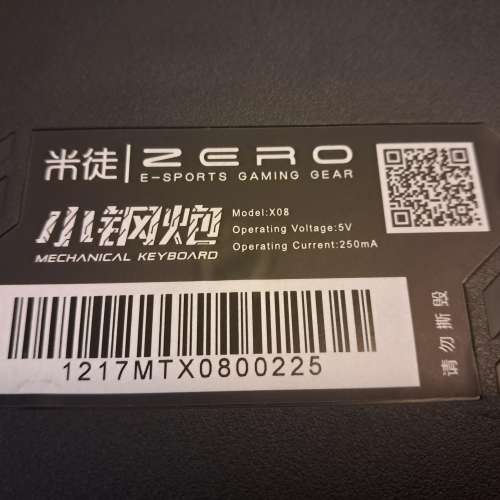 米徒 ZERO
E-SPORTS GAMING GEAR
小钢炮
MECHANICAL KEYBOARD
Model:X08
Operating Voltage:5V
Operating Current:250mA
1217MTX0800225
请勿撕毁